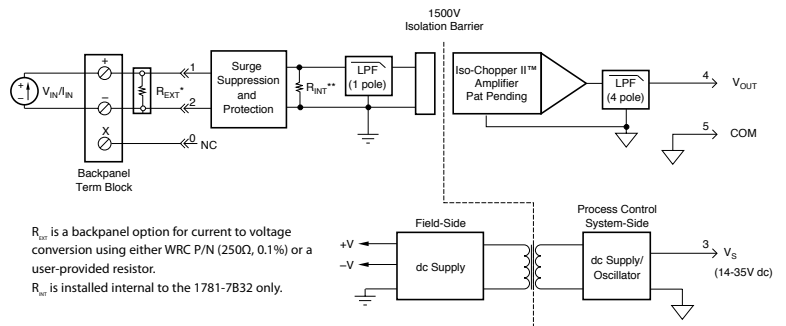 1500V
Isolation Barrier
+
1
Surge
Suppression
and
Protection
LPF
(1 pole)
Iso-Chopper II™
Amplifier
Pat Pending
LPF
(4 pole)
4
V_OUT
+
−
V_IN/I_IN
R_EXT*
R_INT**
−
2
5
COM
X
0
NC
Backpanel
Term Block
Field-Side
Process Control
System-Side
R_EXT is a backpanel option for current to voltage
conversion using either WRC P/N (250Ω, 0.1%) or a
user-provided resistor.
R_INT is installed internal to the 1781-7B32 only.
+V
−V
dc Supply
dc Supply/
Oscillator
3
V_S
(14-35V dc)